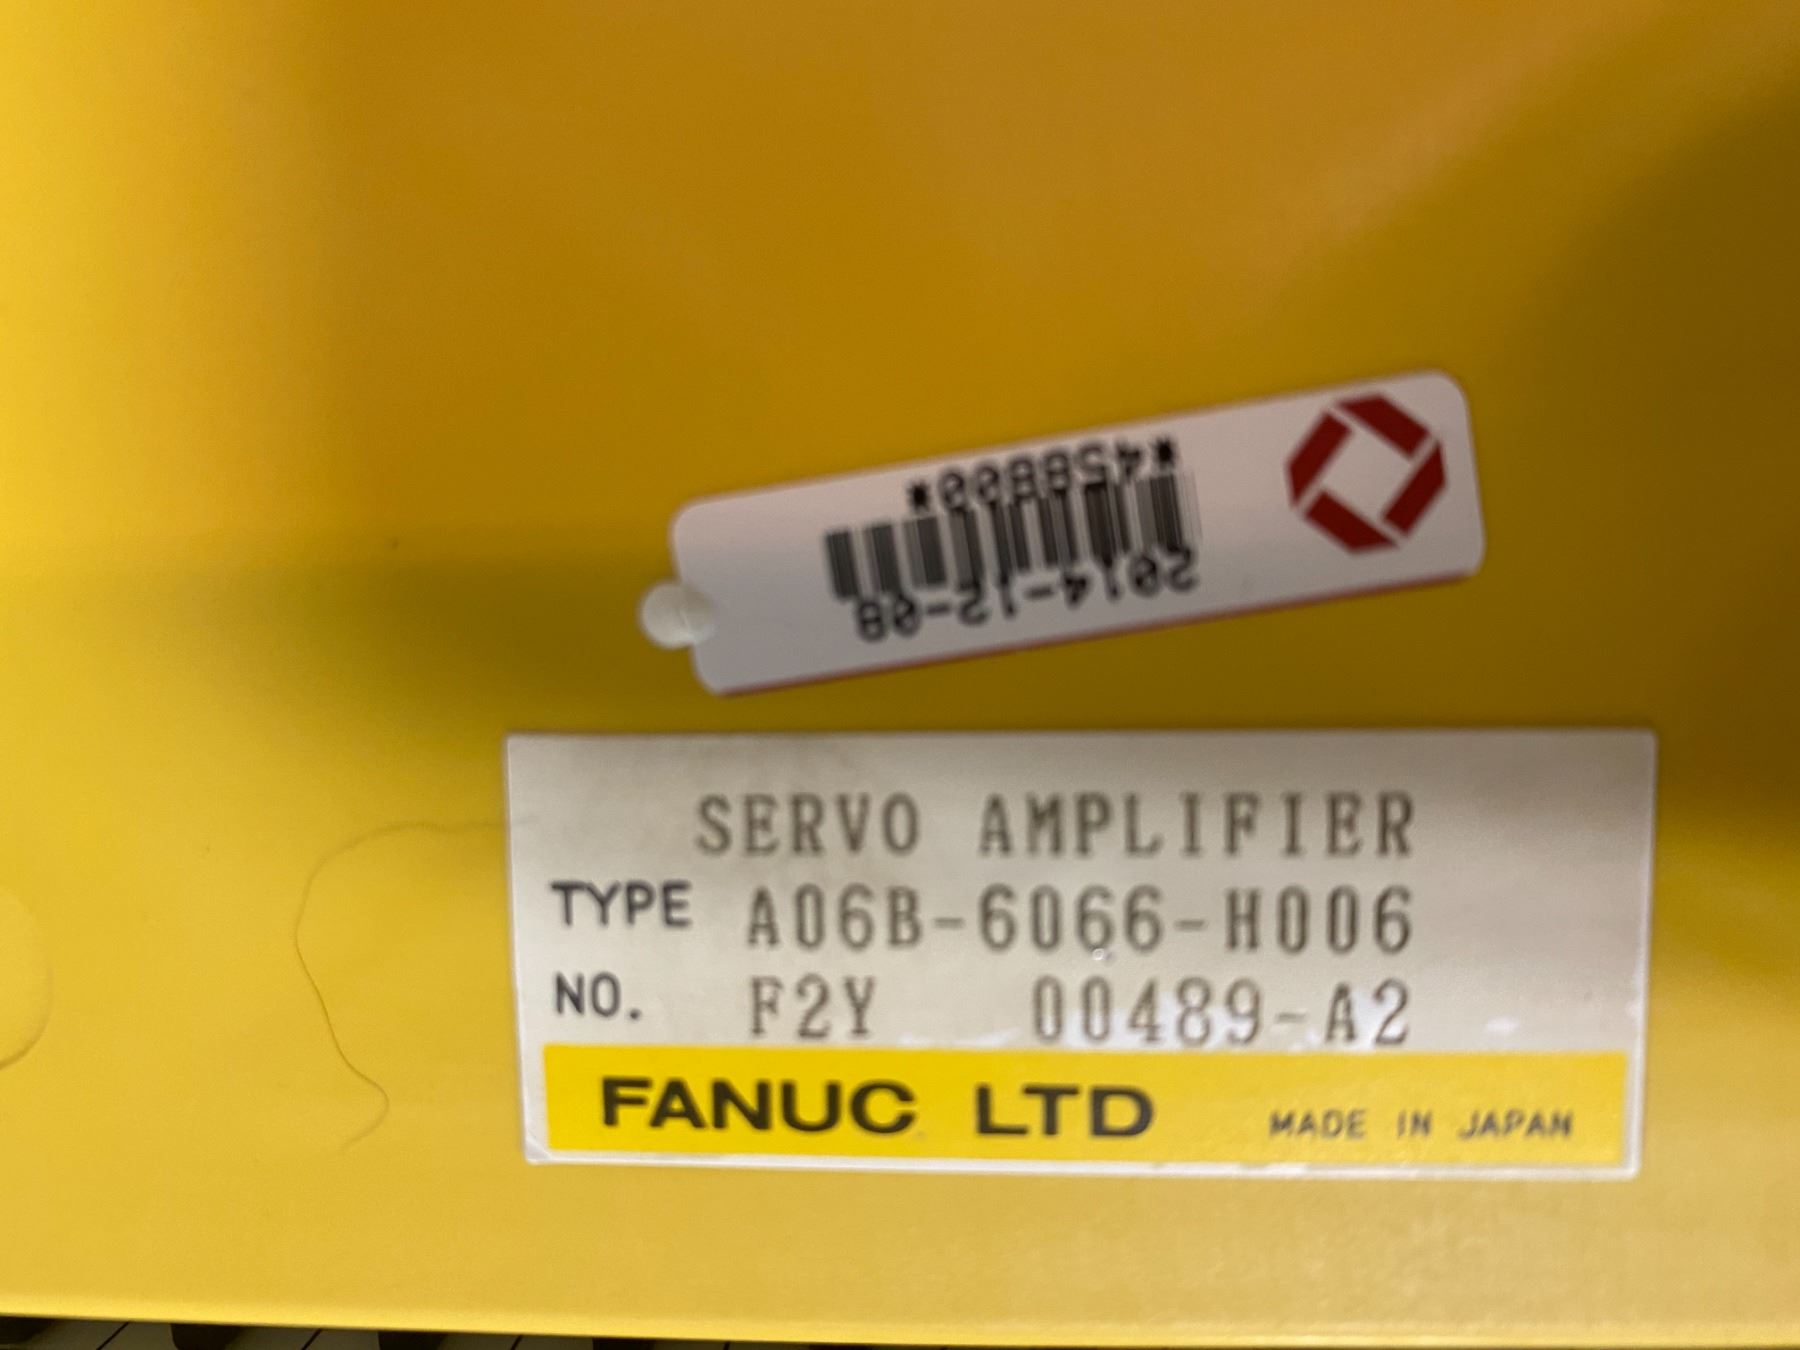 *458800*
2014-12-08
SERVO AMPLIFIER
TYPE A06B-6066-H006
NO. F2Y 00489-A2
FANUC LTD MADE IN JAPAN